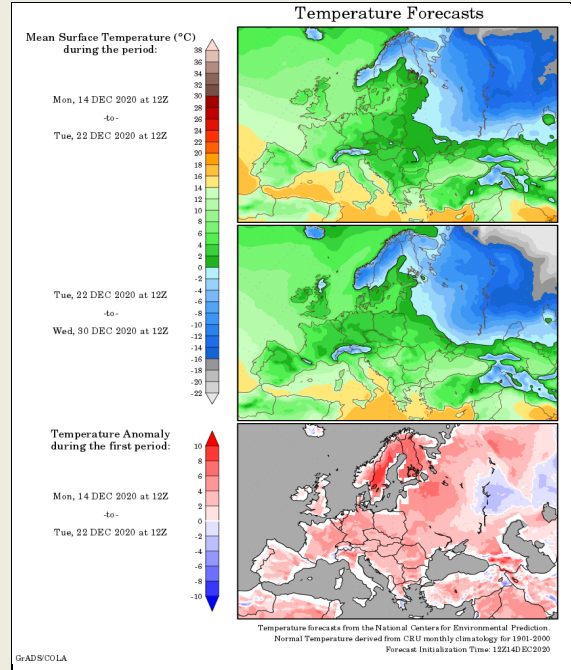 Temperature Forecasts
Mean Surface Temperature (°C)
during the period:
Mon, 14 DEC 2020 at 12Z
-to-
Tue, 22 DEC 2020 at 12Z
38
36
34
32
30
28
26
24
22
20
18
16
14
12
10
8
6
4
2
0
-2
-4
-6
-8
-10
-12
-14
-16
-18
-20
-22
Tue, 22 DEC 2020 at 12Z
-to-
Wed, 30 DEC 2020 at 12Z
Temperature Anomaly
during the first period:
Mon, 14 DEC 2020 at 12Z
-to-
Tue, 22 DEC 2020 at 12Z
10
8
6
4
2
0
-2
-4
-6
-8
-10
Temperature forecasts from the National Centers for Environmental Prediction.
Normal Temperature derived from CRU monthly climatology for 1901-2000
Forecast Initialization Time: 12Z14DEC2020
GrADS/COLA